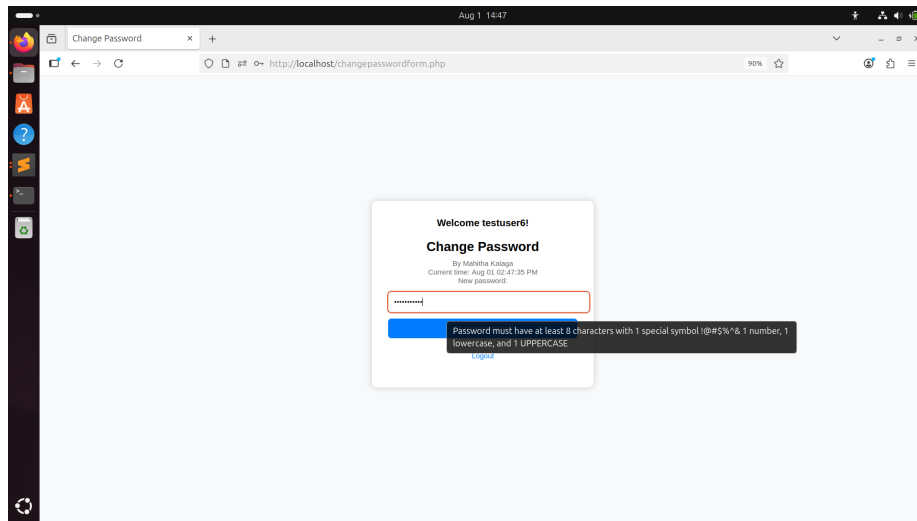 Aug 1 14:47
Change Password
http://localhost/changepasswordform.php
90%
Welcome testuser6!
Change Password
By Mahitha Kalaga
Current time: Aug 01 02:47:35 PM
New password:
Password must have at least 8 characters with 1 special symbol !@#$%^& 1 number, 1
lowercase, and 1 UPPERCASE
Logout